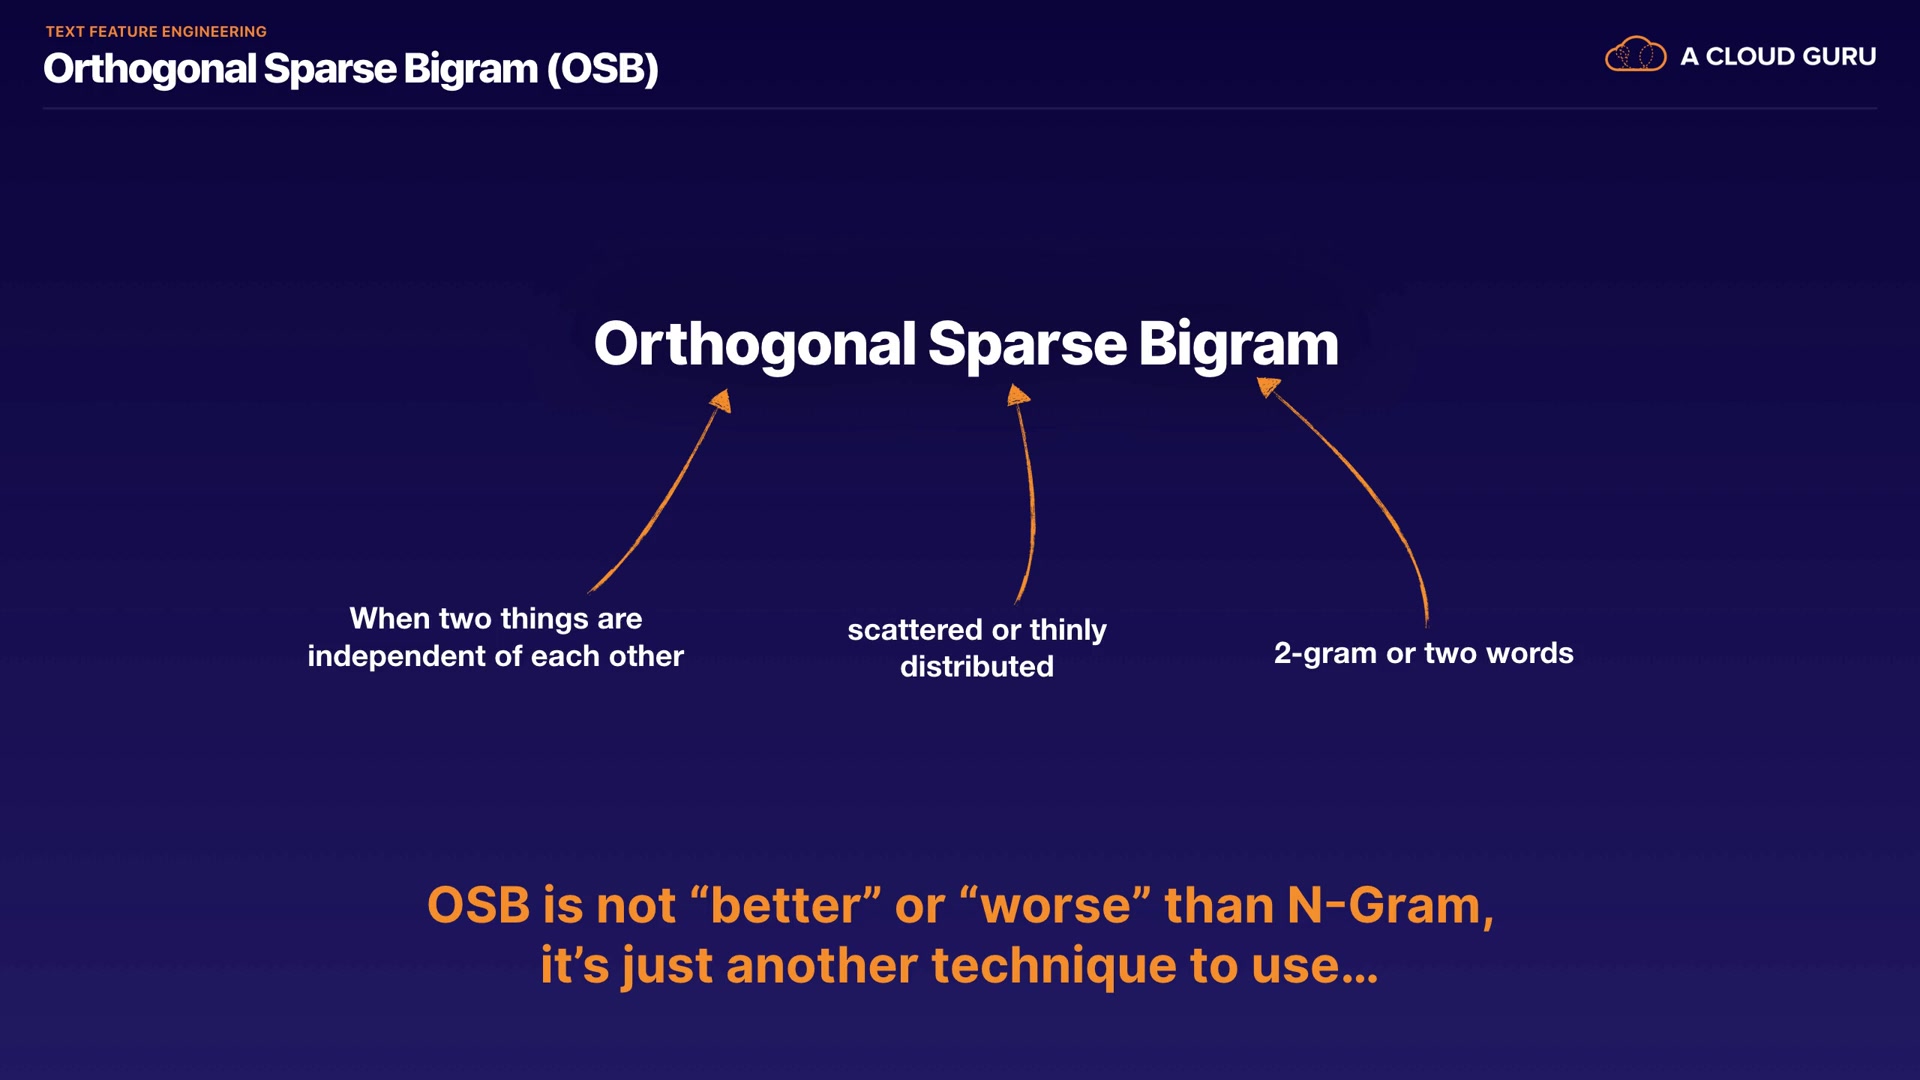 TEXT FEATURE ENGINEERING
Orthogonal Sparse Bigram (OSB)
A CLOUD GURU
Orthogonal Sparse Bigram
When two things are
independent of each other
scattered or thinly
distributed
2-gram or two words
OSB is not “better” or “worse” than N-Gram,
it’s just another technique to use...